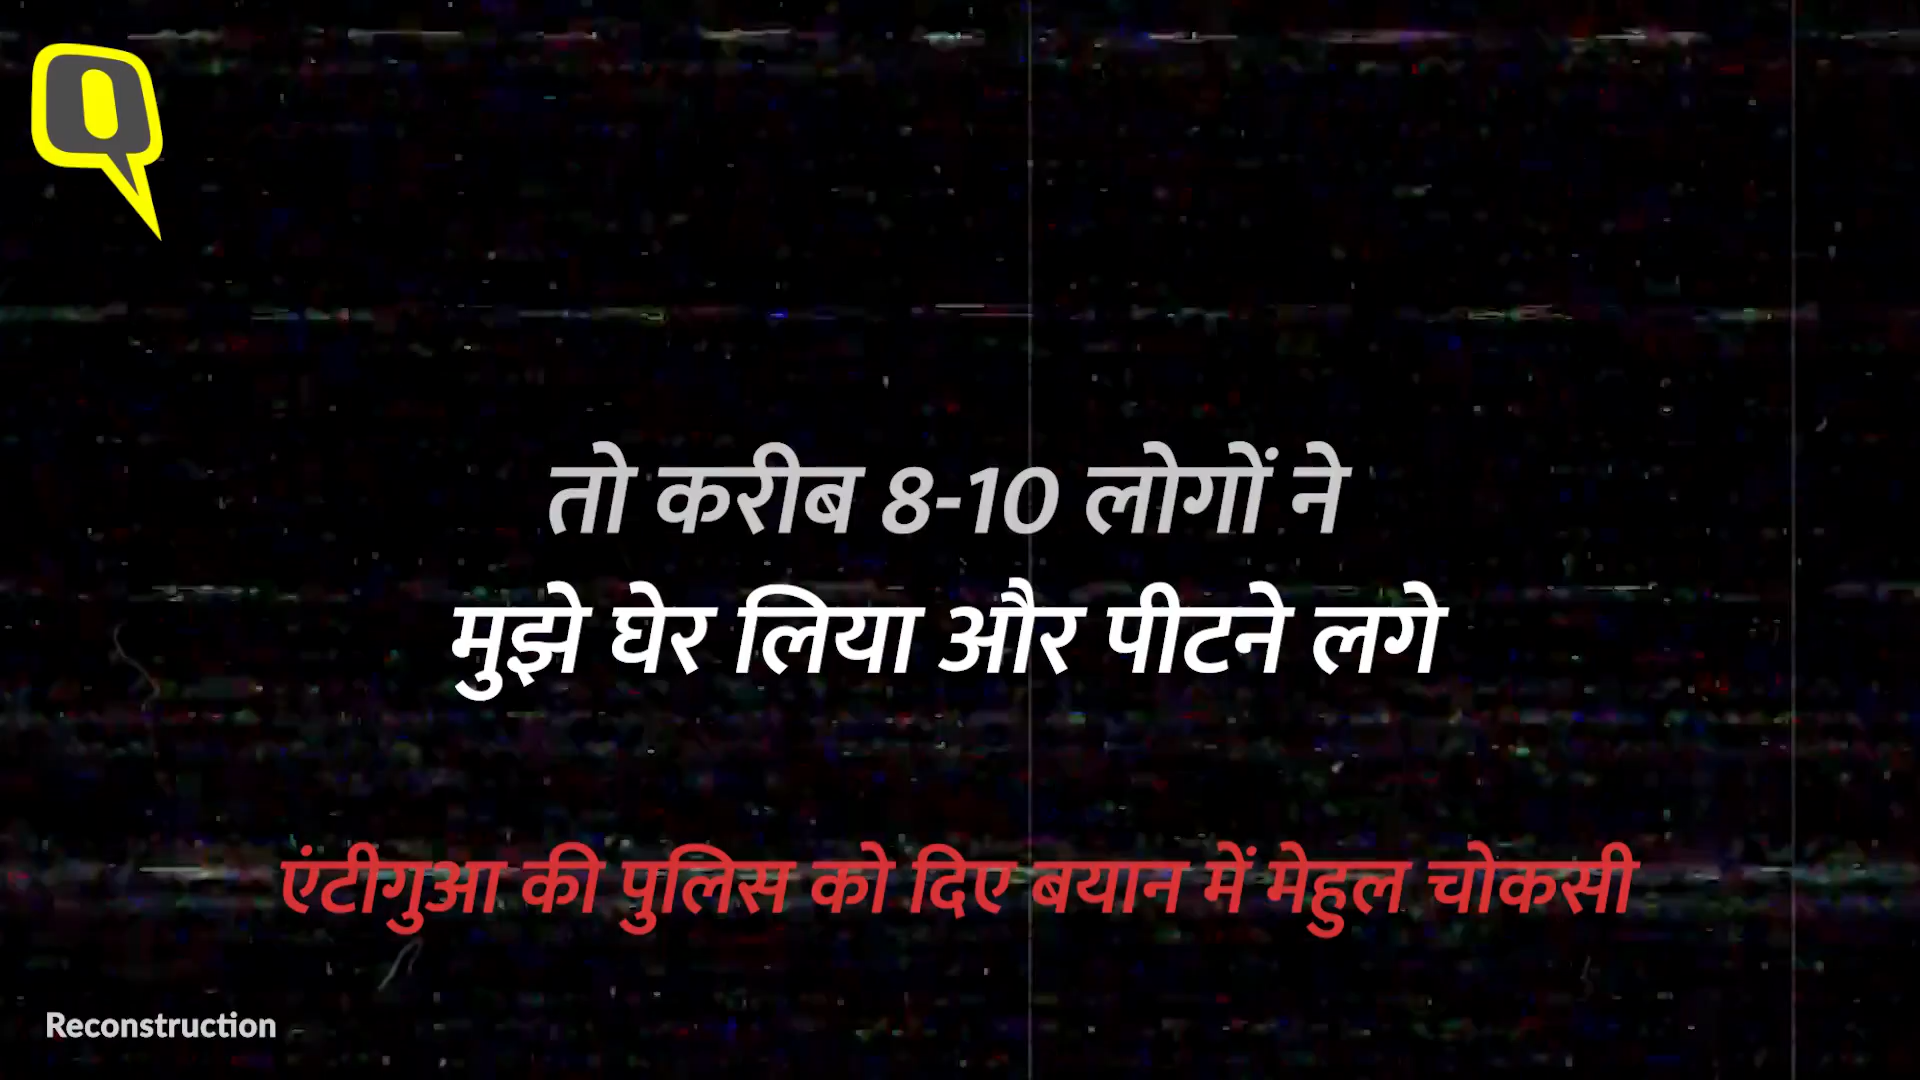 तो करीब 8-10 लोगों ने
मुझे घेर लिया और पीटने लगे
एंटीगुआ की पुलिस को दिए बयान में मेहुल चोकसी
Reconstruction